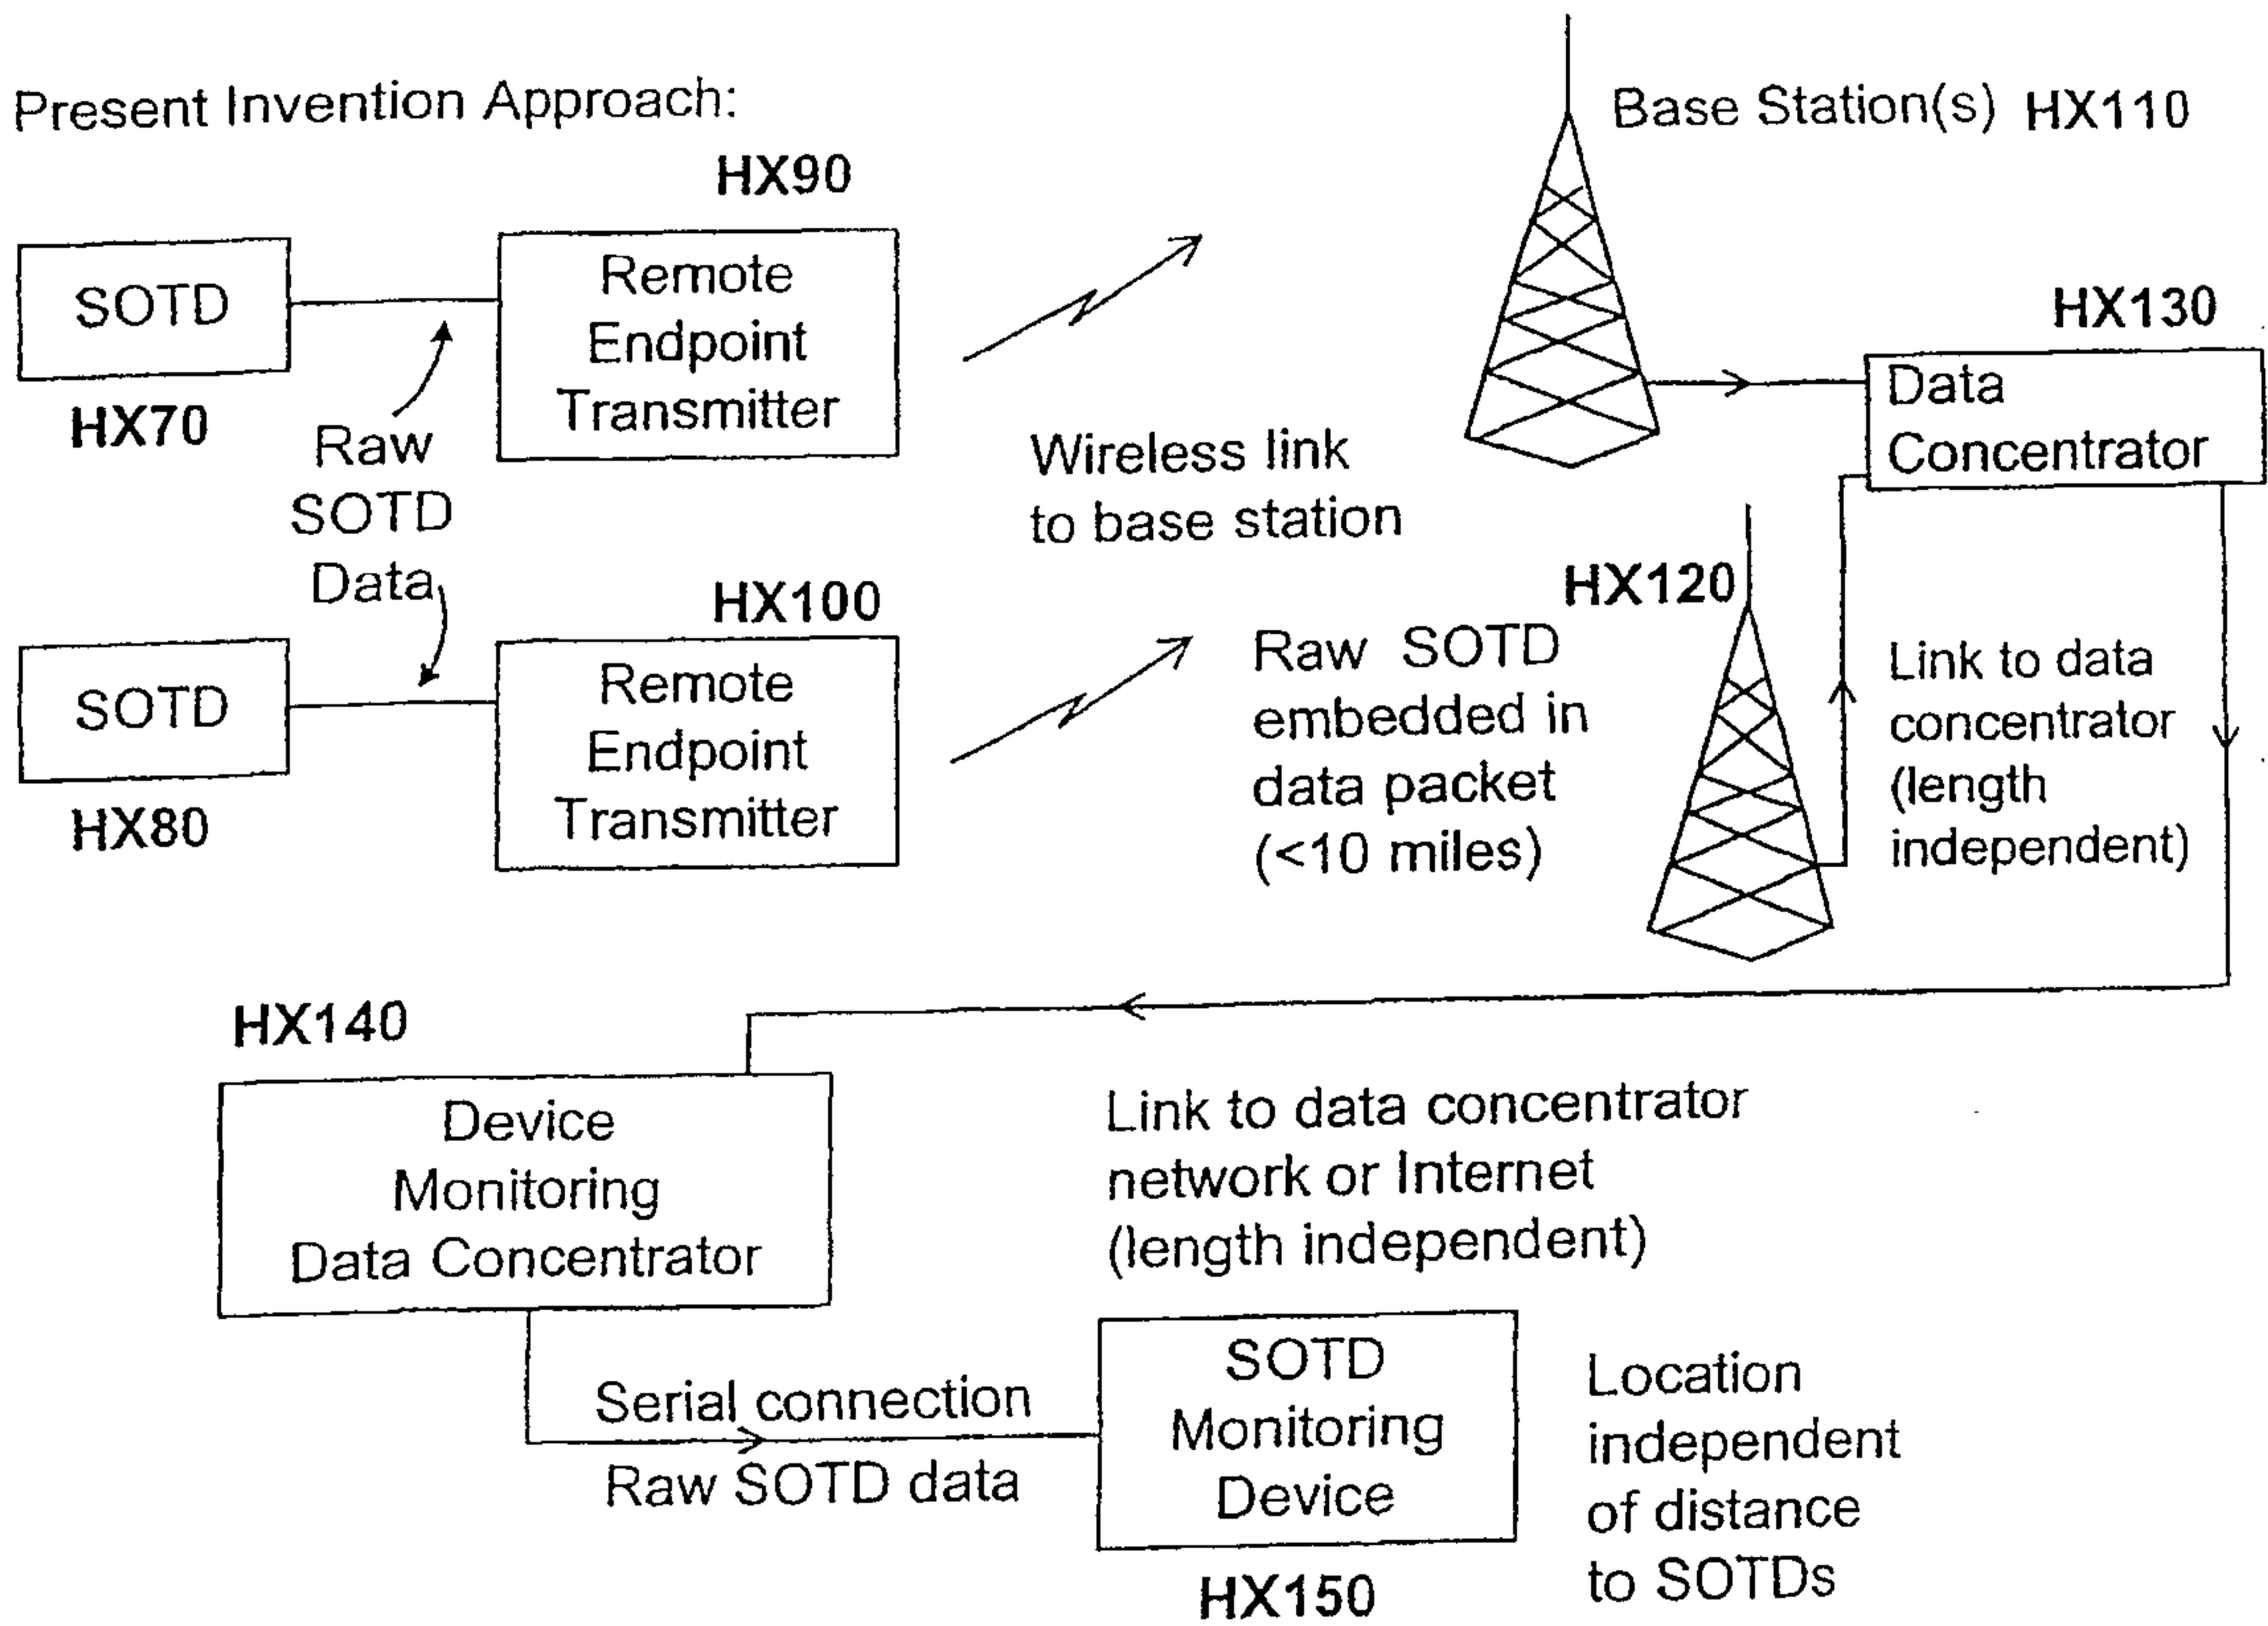 Present Invention Approach:
Base Station(s) HX110
HX90
SOTD
HX70
Remote
Endpoint
Transmitter
Raw
SOTD
Data
Wireless link
to base station
HX130
Data
Concentrator
HX100
SOTD
HX80
Remote
Endpoint
Transmitter
Raw SOTD
embedded in
data packet
(<10 miles)
HX120
Link to data
concentrator
(length
independent)
HX140
Device
Monitoring
Data Concentrator
Link to data concentrator
network or Internet
(length independent)
Serial connection
Raw SOTD data
SOTD
Monitoring
Device
HX150
Location
independent
of distance
to SOTDs